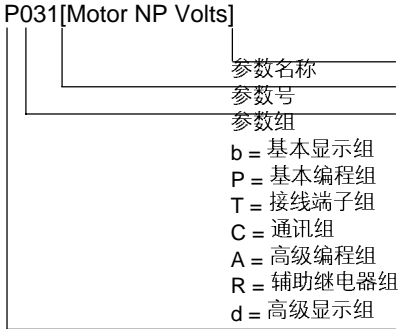 P031[Motor NP Volts]
参数名称
参数号
参数组
b = 基本显示组
P = 基本编程组
T = 接线端子组
C = 通讯组
A = 高级编程组
R = 辅助继电器组
d = 高级显示组